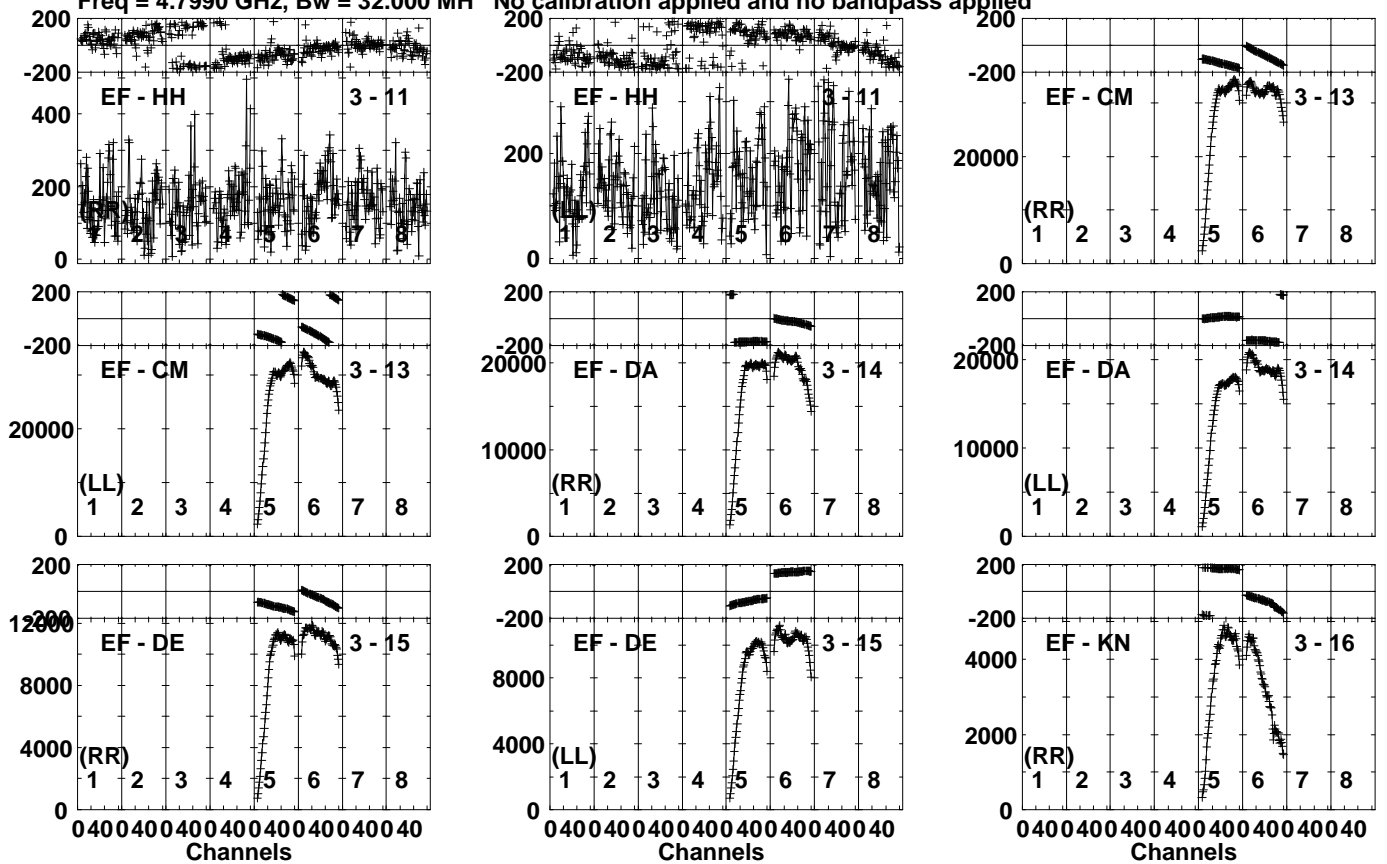 Freq = 4.7990 GHz, Bw = 32.000 MH No calibration applied and no bandpass applied
200
-200
400
200
0
EF - HH
3 - 11
(RR)
1 2 3 4 5 6 7 8
200
-200
200
0
EF - HH
3 - 11
(LL)
1 2 3 4 5 6 7 8
200
-200
20000
0
EF - CM
3 - 13
(RR)
1 2 3 4 5 6 7 8
200
-200
20000
0
EF - CM
3 - 13
(LL)
1 2 3 4 5 6 7 8
200
-200
20000
10000
0
EF - DA
3 - 14
(RR)
1 2 3 4 5 6 7 8
200
-200
20000
10000
0
EF - DA
3 - 14
(LL)
1 2 3 4 5 6 7 8
200
-200
12000
8000
4000
0
EF - DE
3 - 15
(RR)
1 2 3 4 5 6 7 8
0 40 0 40 0 40 0 40 0 40 0 40 0 40 0 40
Channels
200
-200
8000
4000
0
EF - DE
3 - 15
(LL)
1 2 3 4 5 6 7 8
0 40 0 40 0 40 0 40 0 40 0 40 0 40 0 40
Channels
200
-200
4000
2000
0
EF - KN
3 - 16
(RR)
1 2 3 4 5 6 7 8
0 40 0 40 0 40 0 40 0 40 0 40 0 40 0 40
Channels